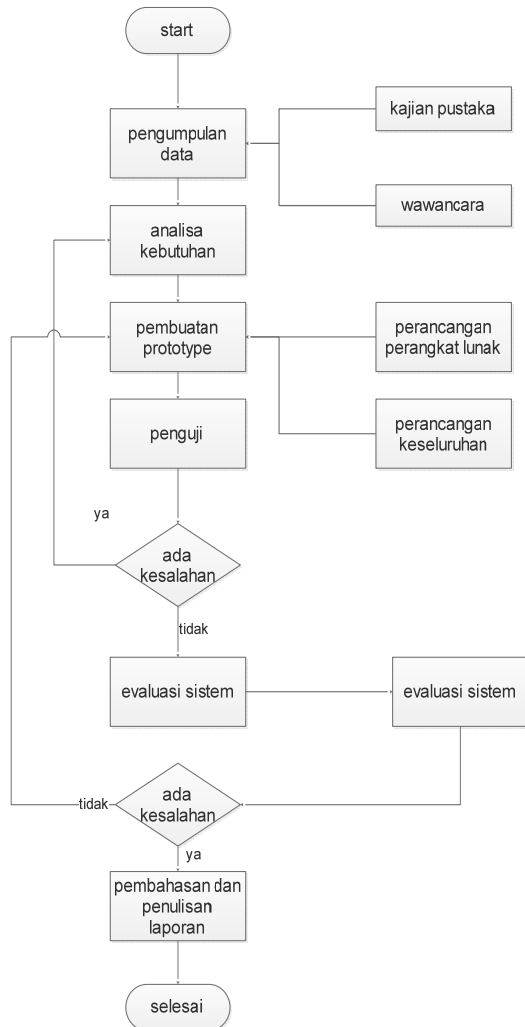 start
pengumpulan
data
kajian pustaka
wawancara
analisa
kebutuhan
pembuatan
prototype
perancangan
perangkat lunak
penguji
perancangan
keseluruhan
ya
ada
kesalahan
tidak
evaluasi sistem
evaluasi sistem
ada
kesalahan
tidak
ya
pembahasan dan
penulisan
laporan
selesai